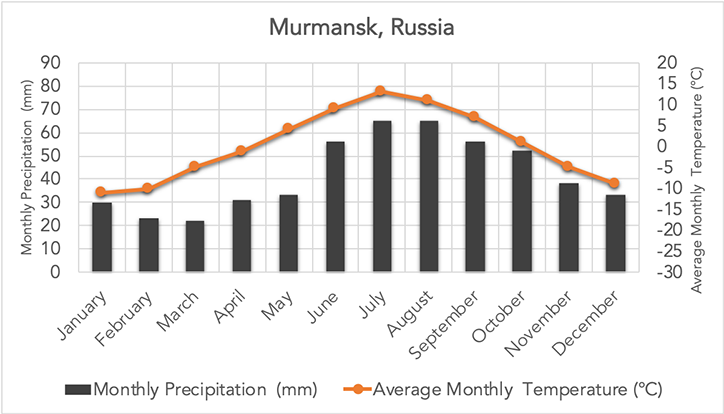 Murmansk, Russia
90
80
70
60
50
40
30
20
10
0
Monthly Precipitation (mm)
20
15
10
5
0
-5
-10
-15
-20
-25
-30
Average Monthly Temperature (°C)
January
February
March
April
May
June
July
August
September
October
November
December
Monthly Precipitation (mm) Average Monthly Temperature (°C)